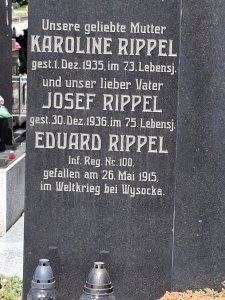 Unsere geliebte Mutter
KAROLINE RIPPEL
gest. 1. Dez. 1935, im 73. Lebensj.
und unser lieber Vater
JOSEF RIPPEL
gest. 30. Dez. 1936, im 75. Lebensj.
EDUARD RIPPEL
Inf. Reg. Nr. 100,
gefallen am 26. Mai 1915,
im Weltkrieg bei Wysocka.